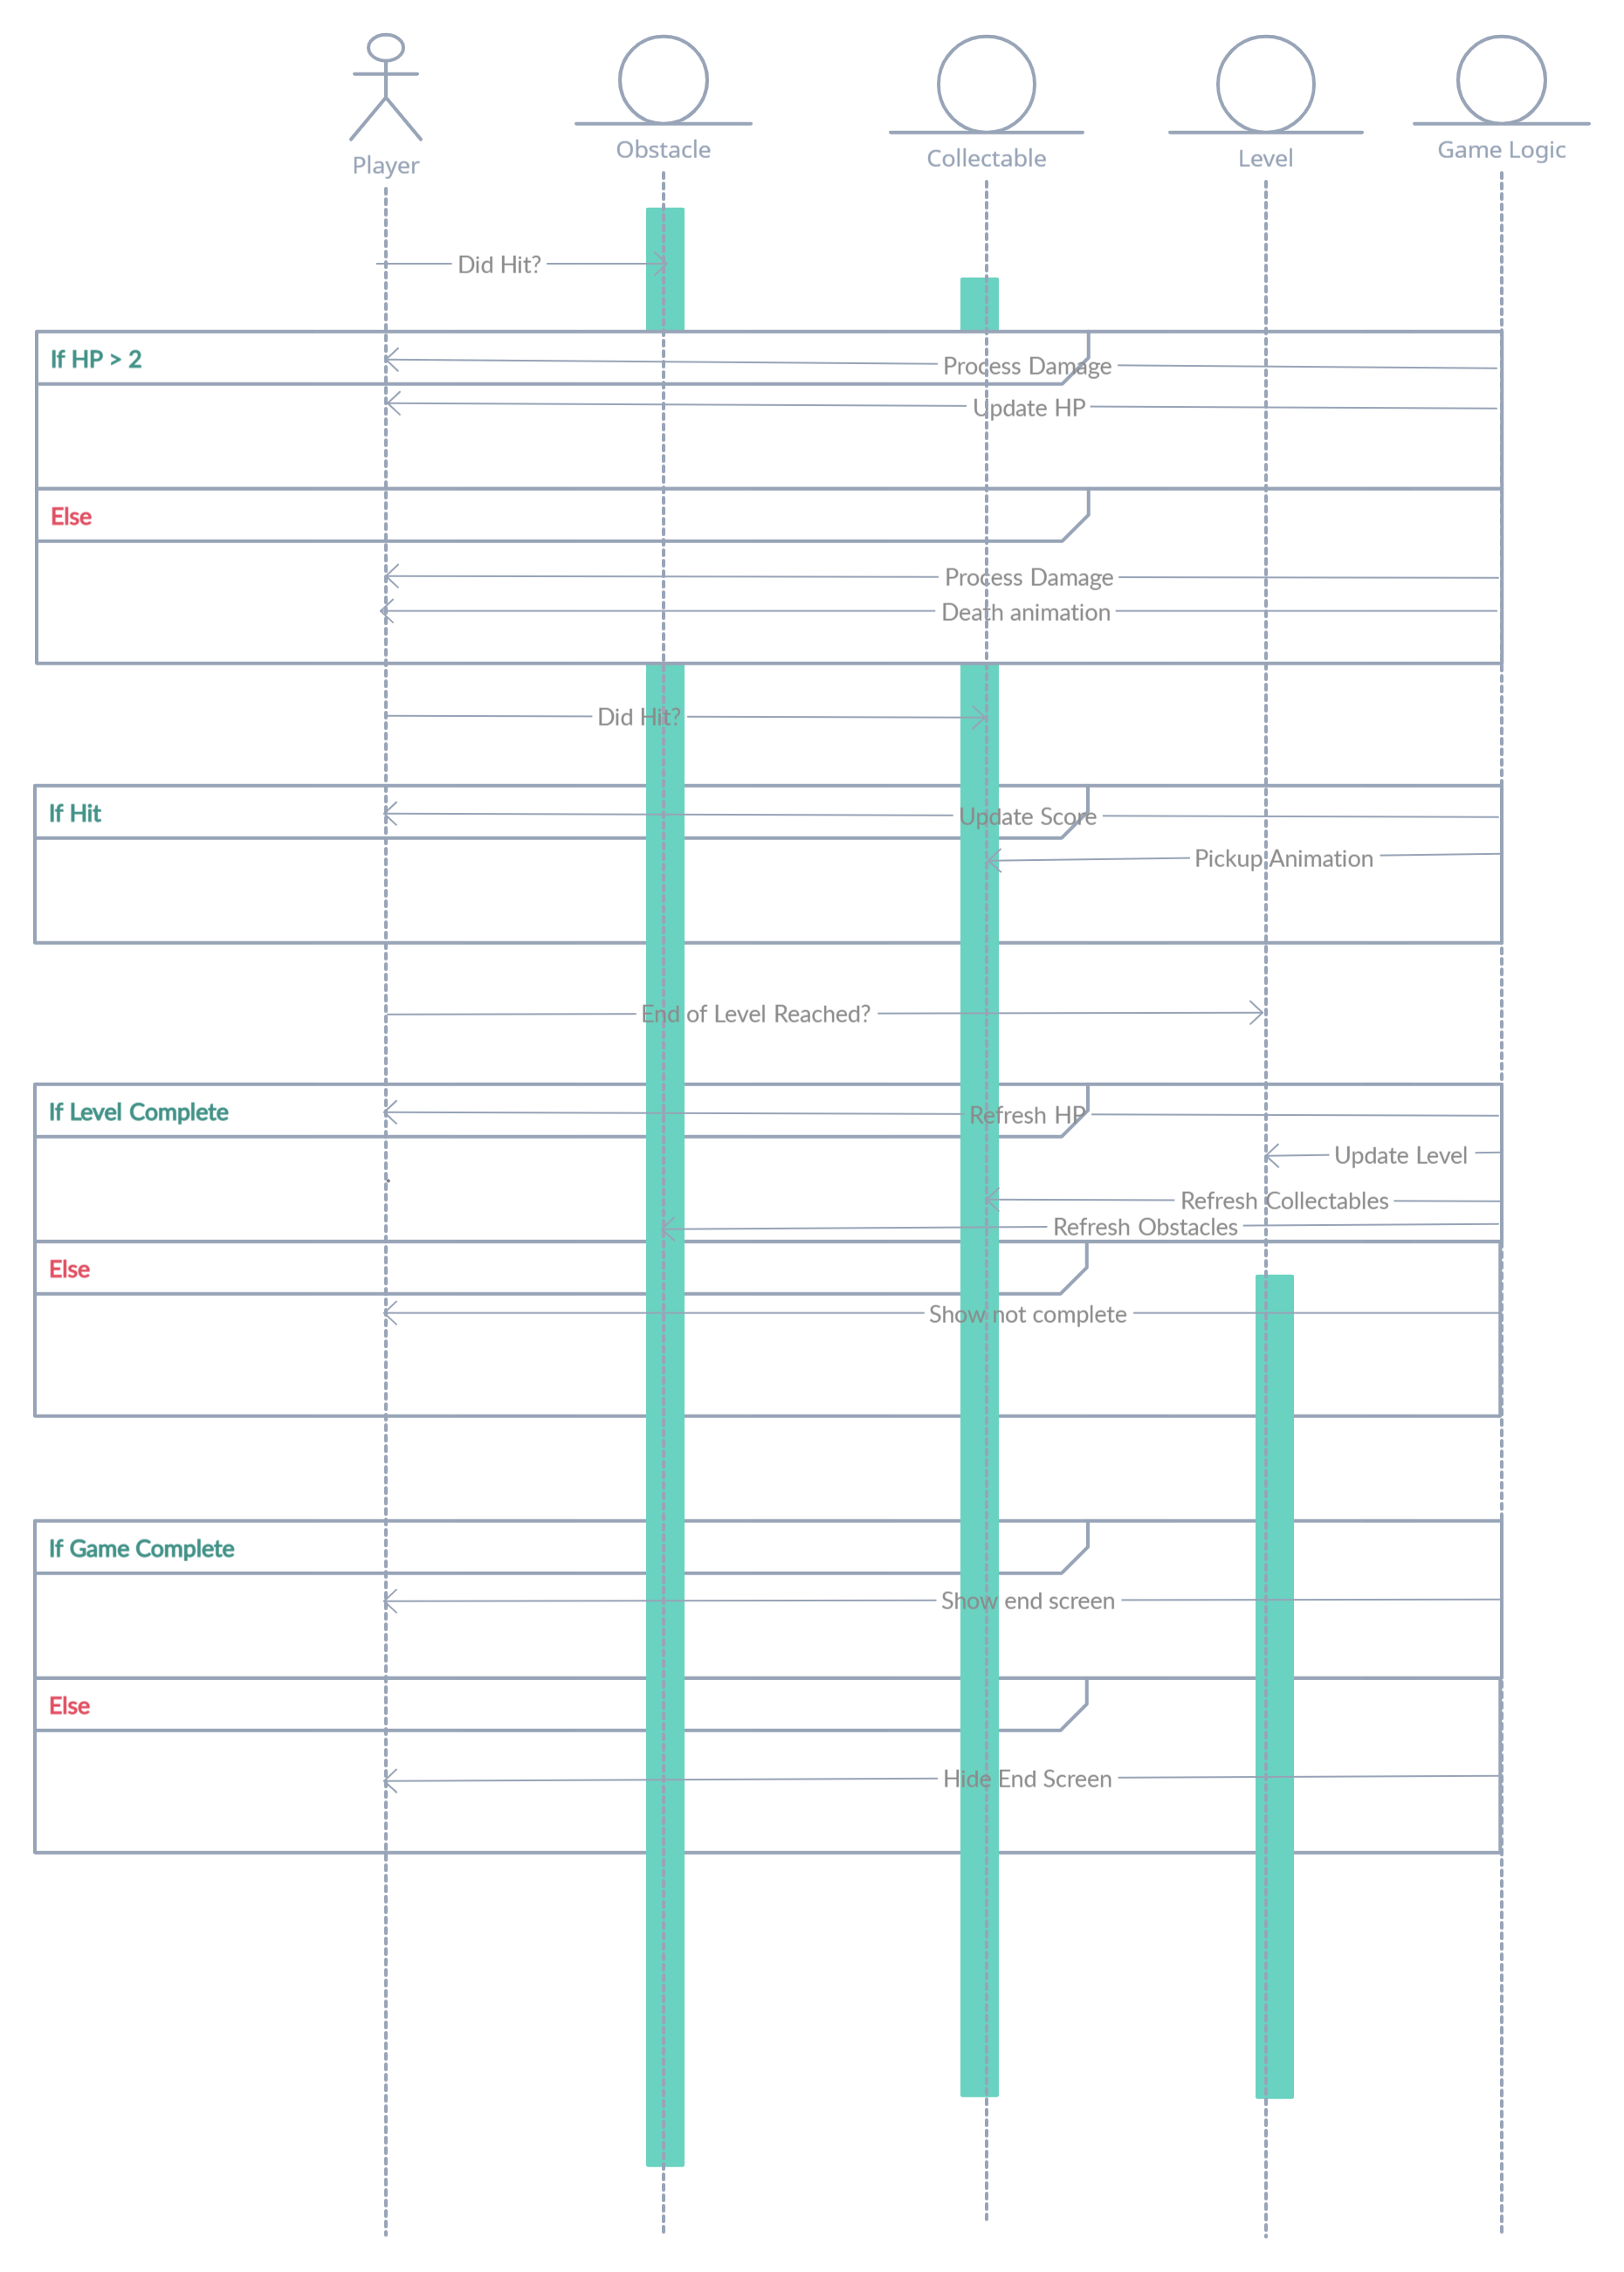 Player
Obstacle
Collectable
Level
Game Logic
Did Hit?
If HP > 2
Process Damage
Update HP
Else
Process Damage
Death animation
Did Hit?
If Hit
Update Score
Pickup Animation
End of Level Reached?
If Level Complete
Refresh HP
Update Level
Refresh Collectables
Refresh Obstacles
Else
Show not complete
If Game Complete
Show end screen
Else
Hide End Screen